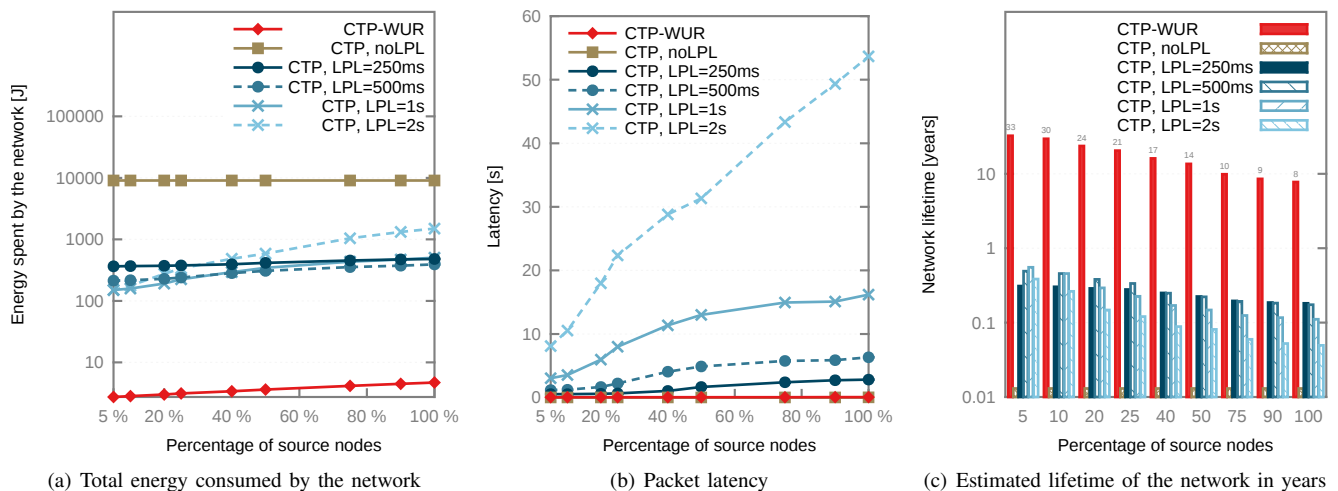 Energy spent by the network [J]
100000
10000
1000
100
10
CTP-WUR
CTP, noLPL
CTP, LPL=250ms
CTP, LPL=500ms
CTP, LPL=1s
CTP, LPL=2s
5 % 20 % 40 % 60 % 80 % 100 %
Percentage of source nodes
(a) Total energy consumed by the network
Latency [s]
60
50
40
30
20
10
0
CTP-WUR
CTP, noLPL
CTP, LPL=250ms
CTP, LPL=500ms
CTP, LPL=1s
CTP, LPL=2s
5 % 20 % 40 % 60 % 80 % 100 %
Percentage of source nodes
(b) Packet latency
Network lifetime [years]
10
1
0.1
0.01
CTP-WUR
CTP, noLPL
CTP, LPL=250ms
CTP, LPL=500ms
CTP, LPL=1s
CTP, LPL=2s
33 30 24 21 17 14 10 9 8
5 10 20 25 40 50 75 90 100
Percentage of source nodes
(c) Estimated lifetime of the network in years